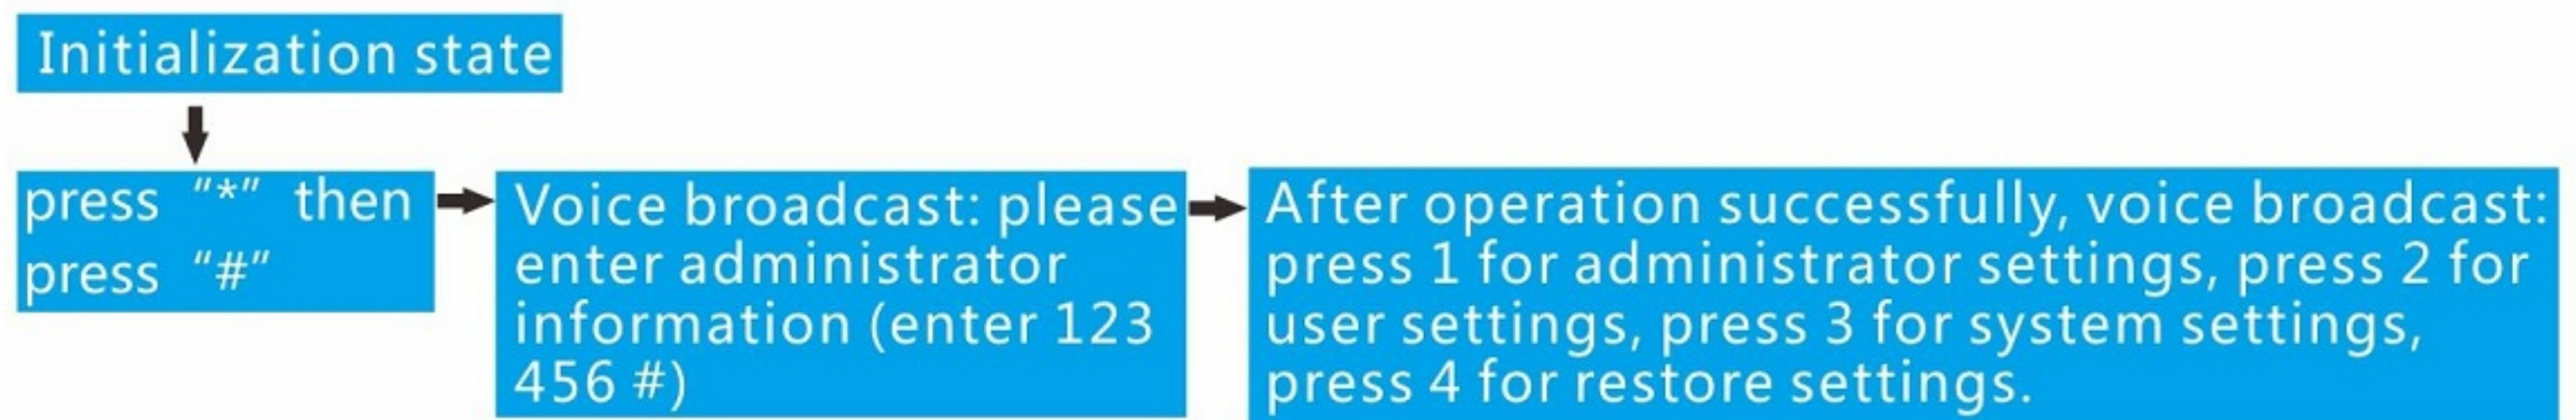 Initialization state
press “*” then
press “#”
Voice broadcast: please
enter administrator
information (enter 123
456 #)
After operation successfully, voice broadcast:
press 1 for administrator settings, press 2 for
user settings, press 3 for system settings,
press 4 for restore settings.